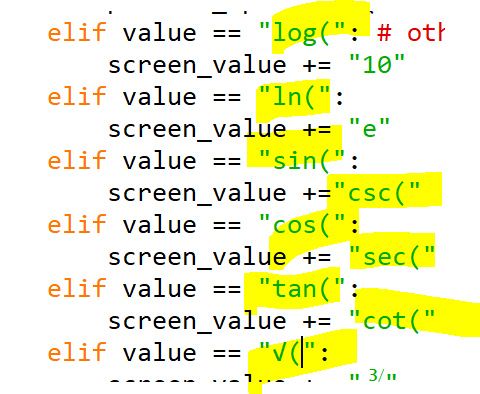 elif value == "log(": # oth
screen_value += "10"
elif value == "ln(":
screen_value += "e"
elif value == "sin(":
screen_value +="csc("
elif value == "cos(":
screen_value += "sec("
elif value == "tan(":
screen_value += "cot("
elif value == "√(":
screen_value += " ³/"